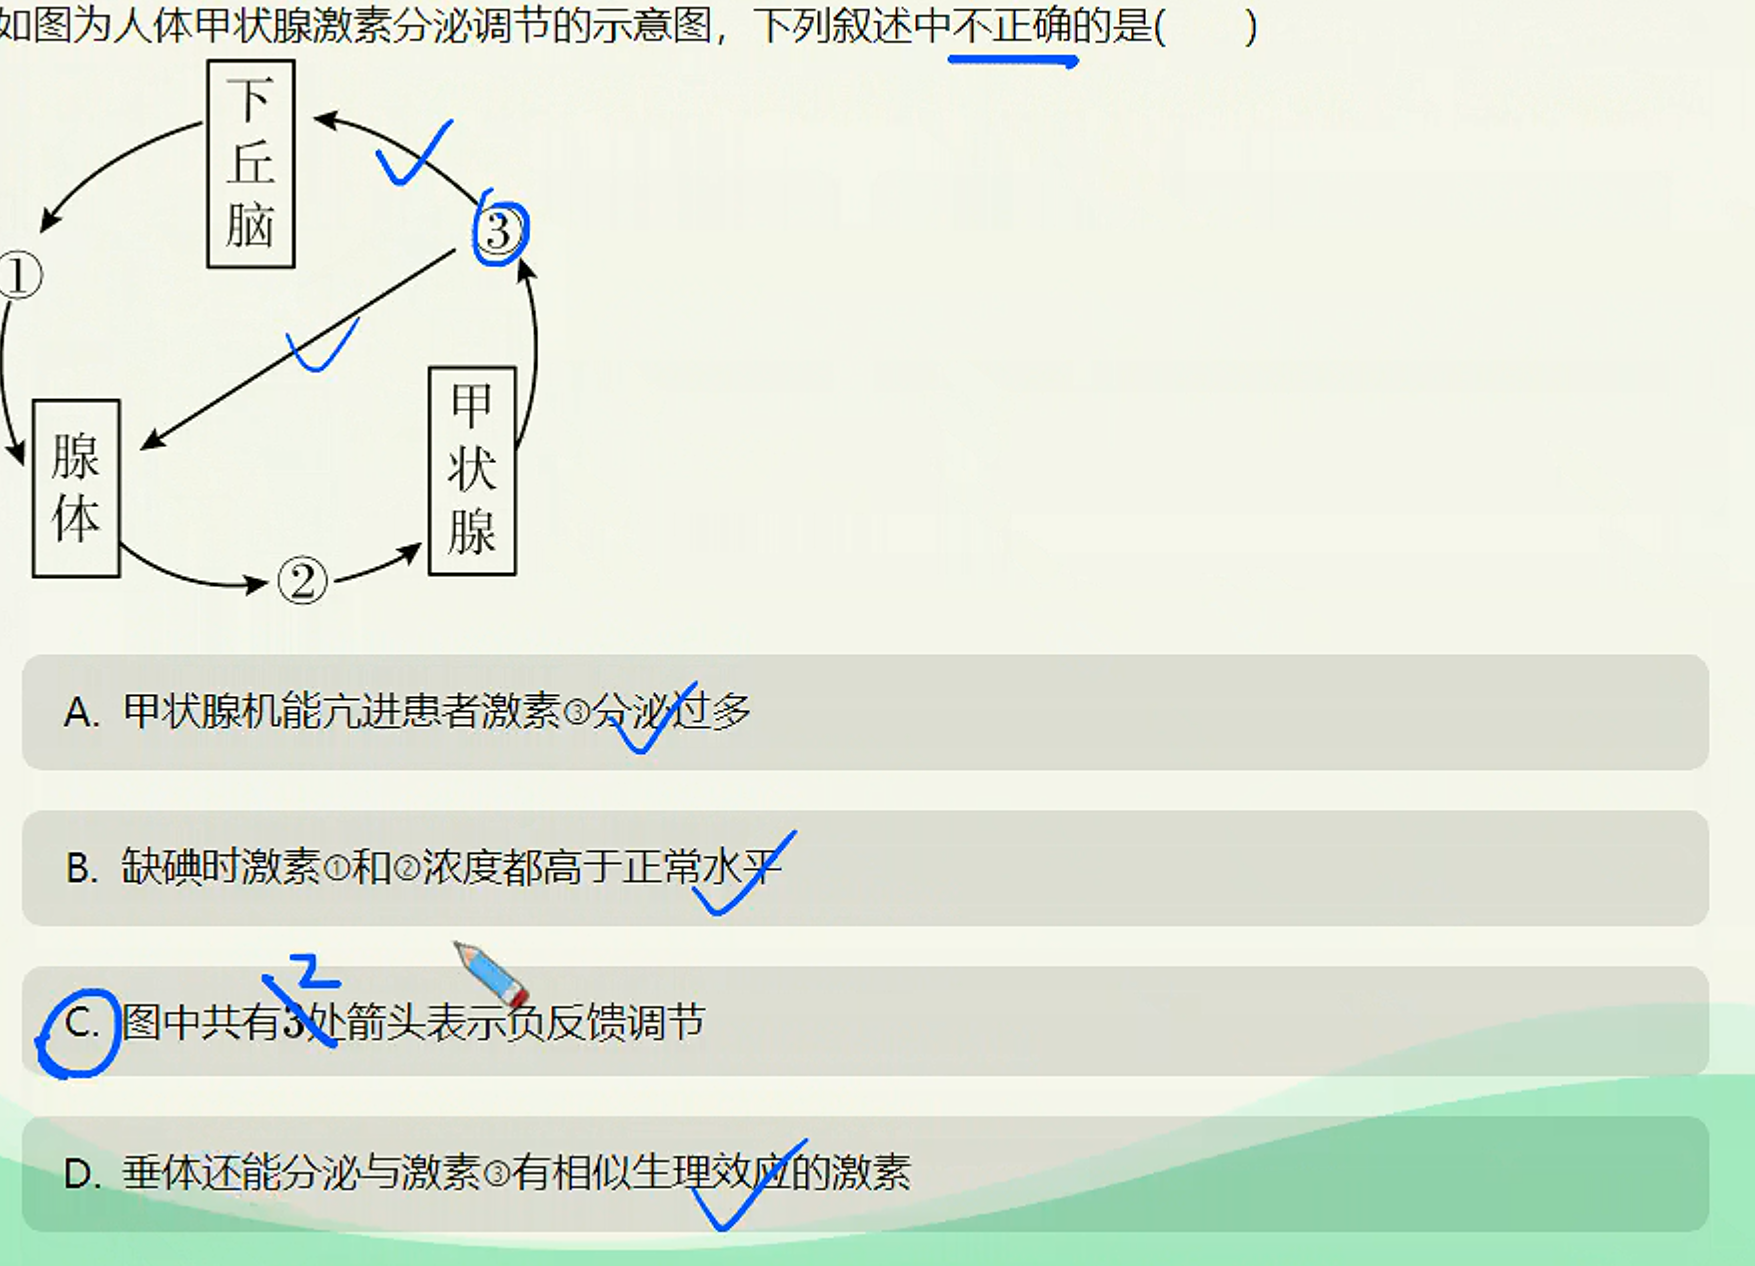 如图为人体甲状腺激素分泌调节的示意图，下列叙述中不正确的是(　　)
下丘脑
③
①
甲状腺
腺体
②
A. 甲状腺机能亢进患者激素③分泌过多
B. 缺碘时激素①和②浓度都高于正常水平
2
C. 图中共有3处箭头表示负反馈调节
D. 垂体还能分泌与激素③有相似生理效应的激素